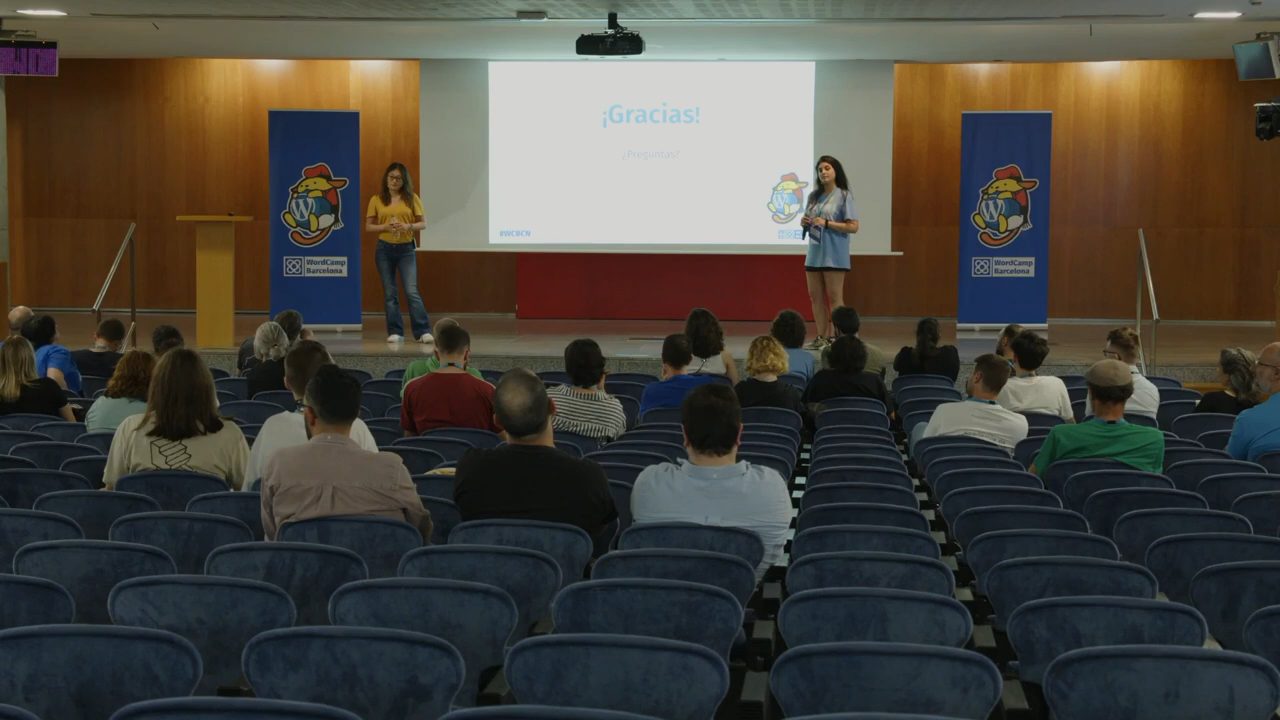 ¡Gracias!
¿Preguntas?
#WCBCN
WordCamp
Barcelona
WordCamp
Barcelona